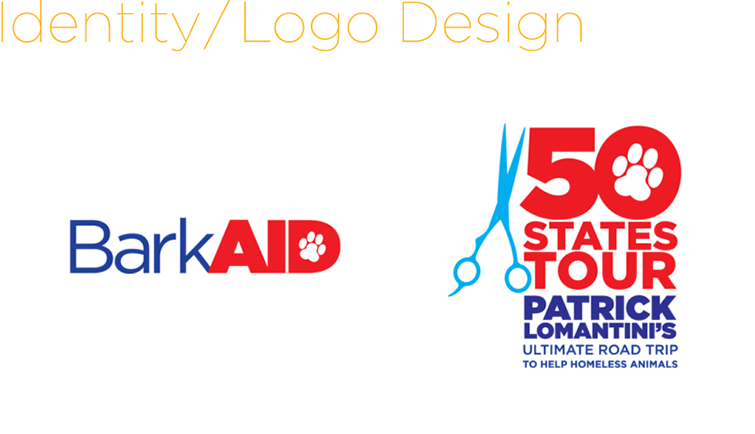 Identity/Logo Design
BarkAID
50
STATES
TOUR
PATRICK
LOMANTINI'S
ULTIMATE ROAD TRIP
TO HELP HOMELESS ANIMALS